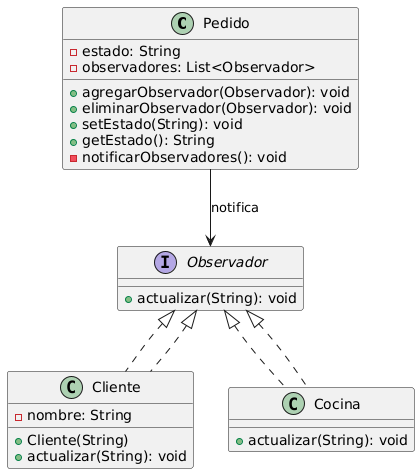 C Pedido
estado: String
observadores: List<Observador>
agregarObservador(Observador): void
eliminarObservador(Observador): void
setEstado(String): void
getEstado(): String
notificarObservadores(): void
notifica
I Observador
actualizar(String): void
C Cliente
nombre: String
Cliente(String)
actualizar(String): void
C Cocina
actualizar(String): void